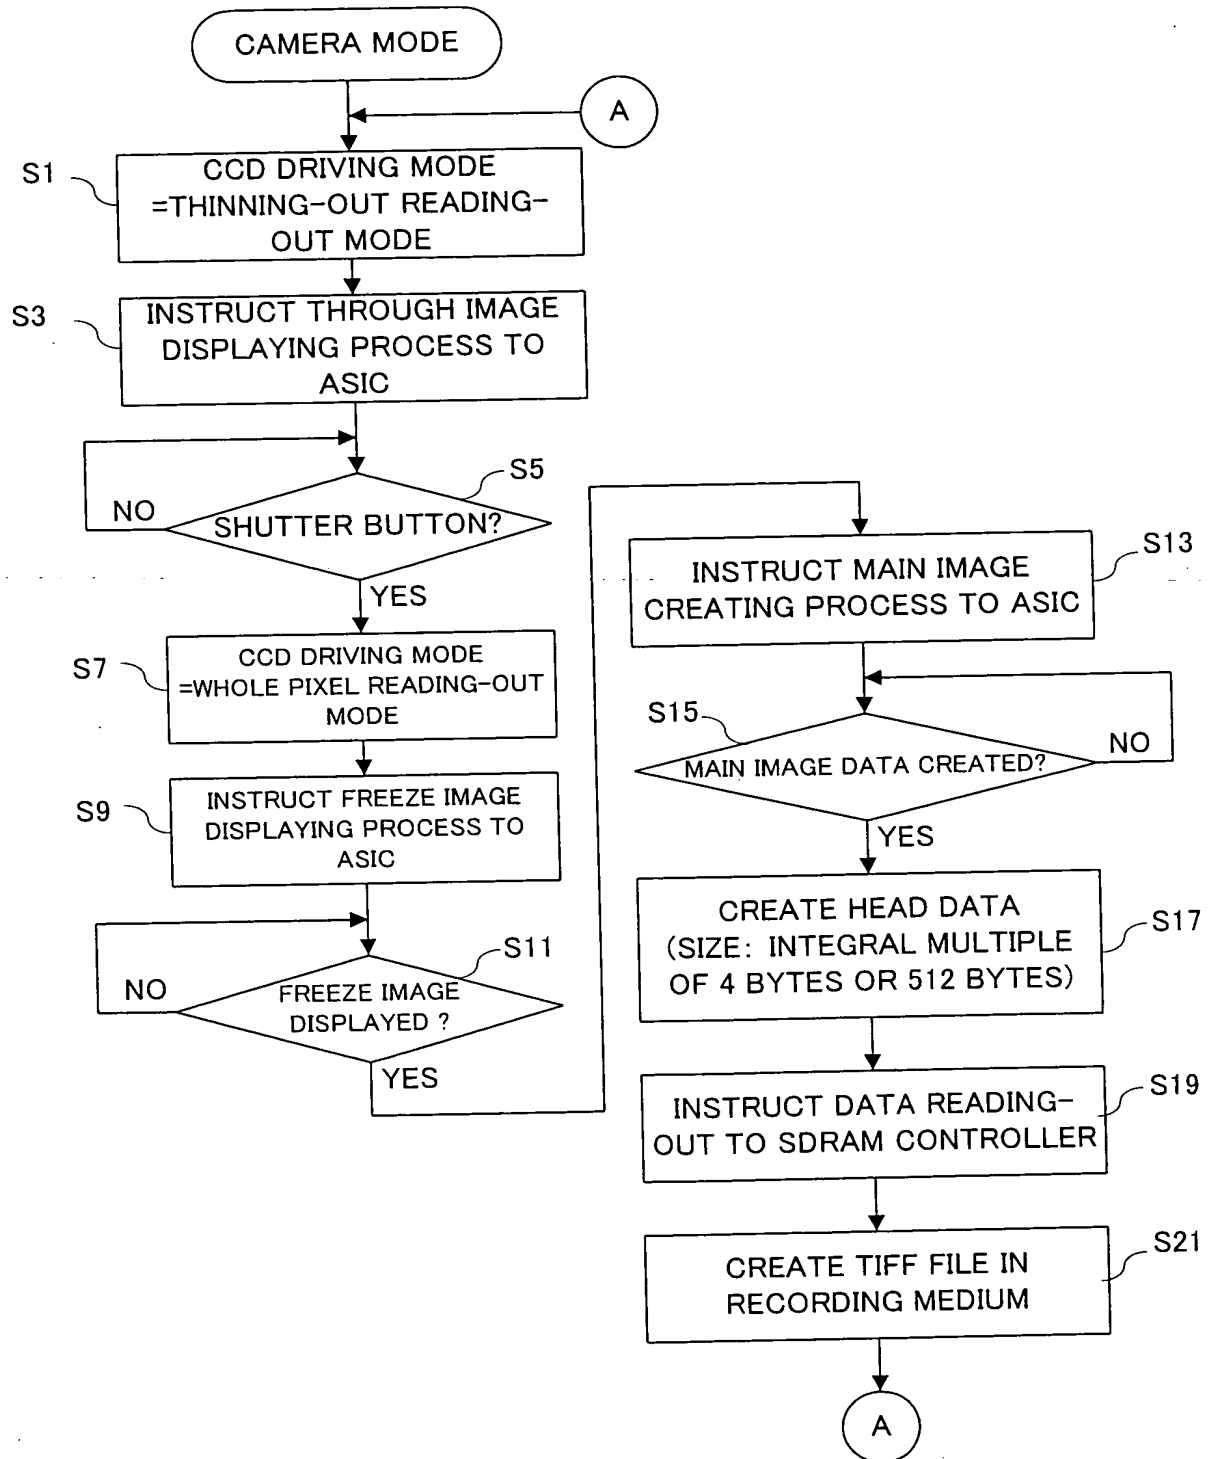 CAMERA MODE
A
S1
CCD DRIVING MODE
=THINNING-OUT READING-
OUT MODE
S3
INSTRUCT THROUGH IMAGE
DISPLAYING PROCESS TO
ASIC
S5
SHUTTER BUTTON?
NO
YES
S7
CCD DRIVING MODE
=WHOLE PIXEL READING-OUT
MODE
S9
INSTRUCT FREEZE IMAGE
DISPLAYING PROCESS TO
ASIC
S11
FREEZE IMAGE
DISPLAYED ?
NO
YES
S13
INSTRUCT MAIN IMAGE
CREATING PROCESS TO ASIC
S15
MAIN IMAGE DATA CREATED?
NO
YES
S17
CREATE HEAD DATA
(SIZE: INTEGRAL MULTIPLE
OF 4 BYTES OR 512 BYTES)
S19
INSTRUCT DATA READING-
OUT TO SDRAM CONTROLLER
S21
CREATE TIFF FILE IN
RECORDING MEDIUM
A